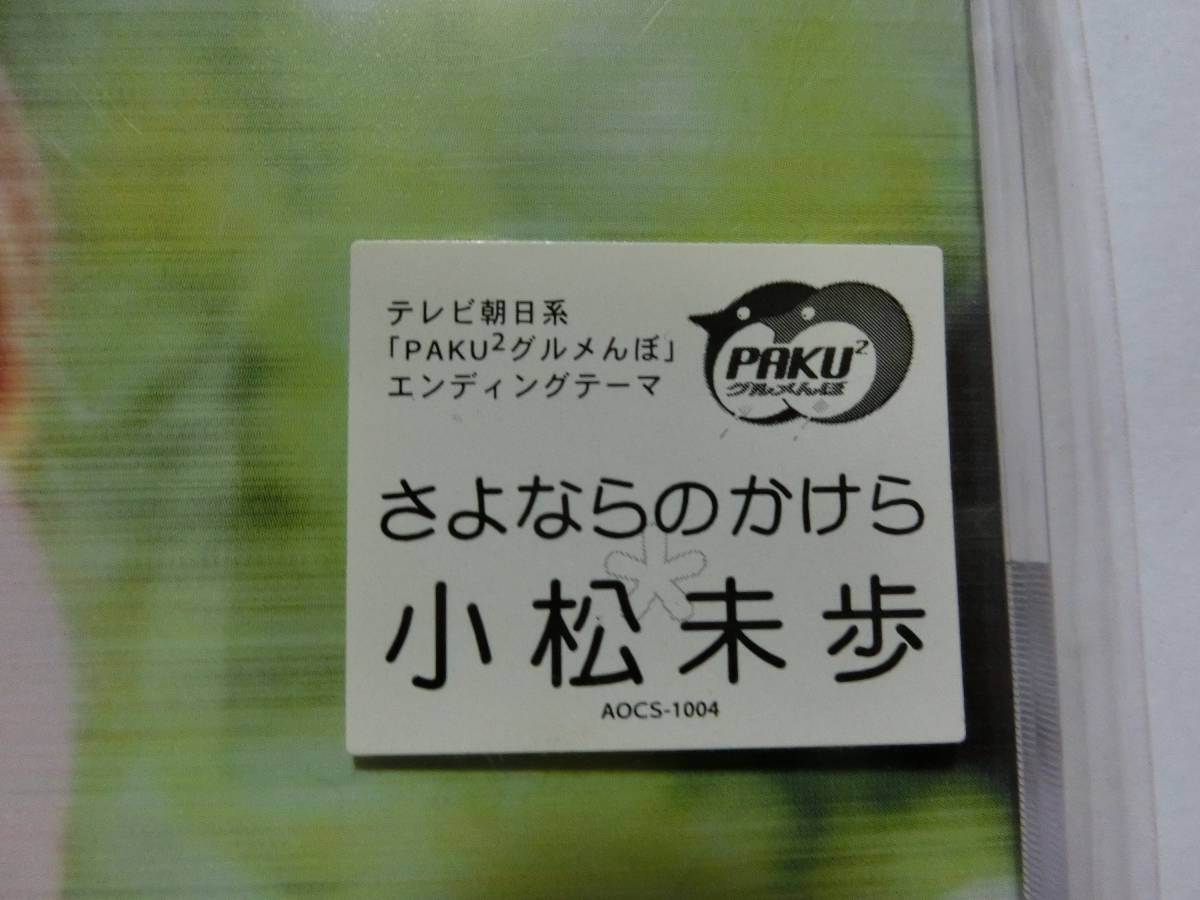 テレビ朝日系
「PAKU²グルメんぼ」
エンディングテーマ
PAKU²
グルメんぼ
さよならのかけら
小松未歩
AOCS-1004